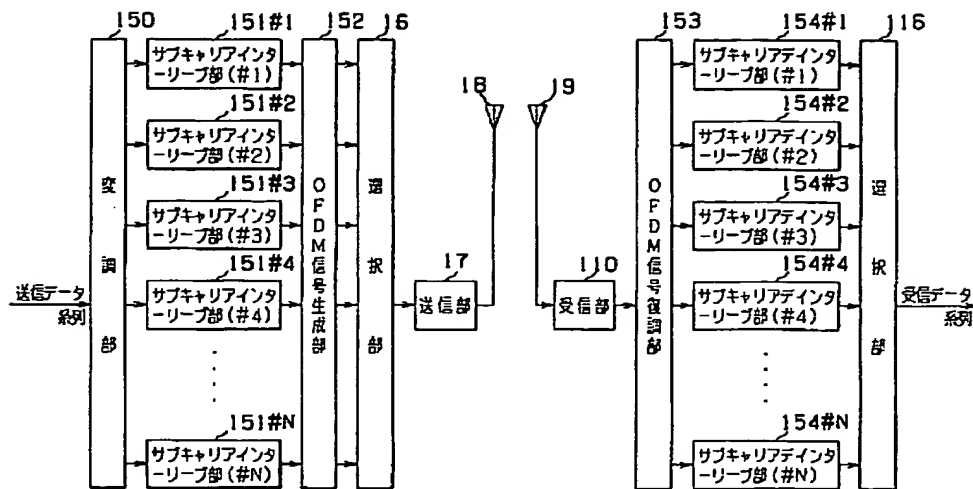 150
151#1
152
16
153
154#1
116
サブキャリアインタ
ーリーブ部(#1)
サブキャリアデインタ
ーリーブ部(#1)
18
19
151#2
154#2
サブキャリアインタ
ーリーブ部(#2)
サブキャリアデインタ
ーリーブ部(#2)
151#3
154#3
サブキャリアインタ
ーリーブ部(#3)
サブキャリアデインタ
ーリーブ部(#3)
変調部
OFDM信号生成部
選択部
OFDM信号復調部
選択部
151#4
17
110
154#4
送信データ
系列
サブキャリアインタ
ーリーブ部(#4)
送信部
受信部
サブキャリアデインタ
ーリーブ部(#4)
受信データ
系列
151#N
154#N
サブキャリアインタ
ーリーブ部(#N)
サブキャリアデインタ
ーリーブ部(#N)